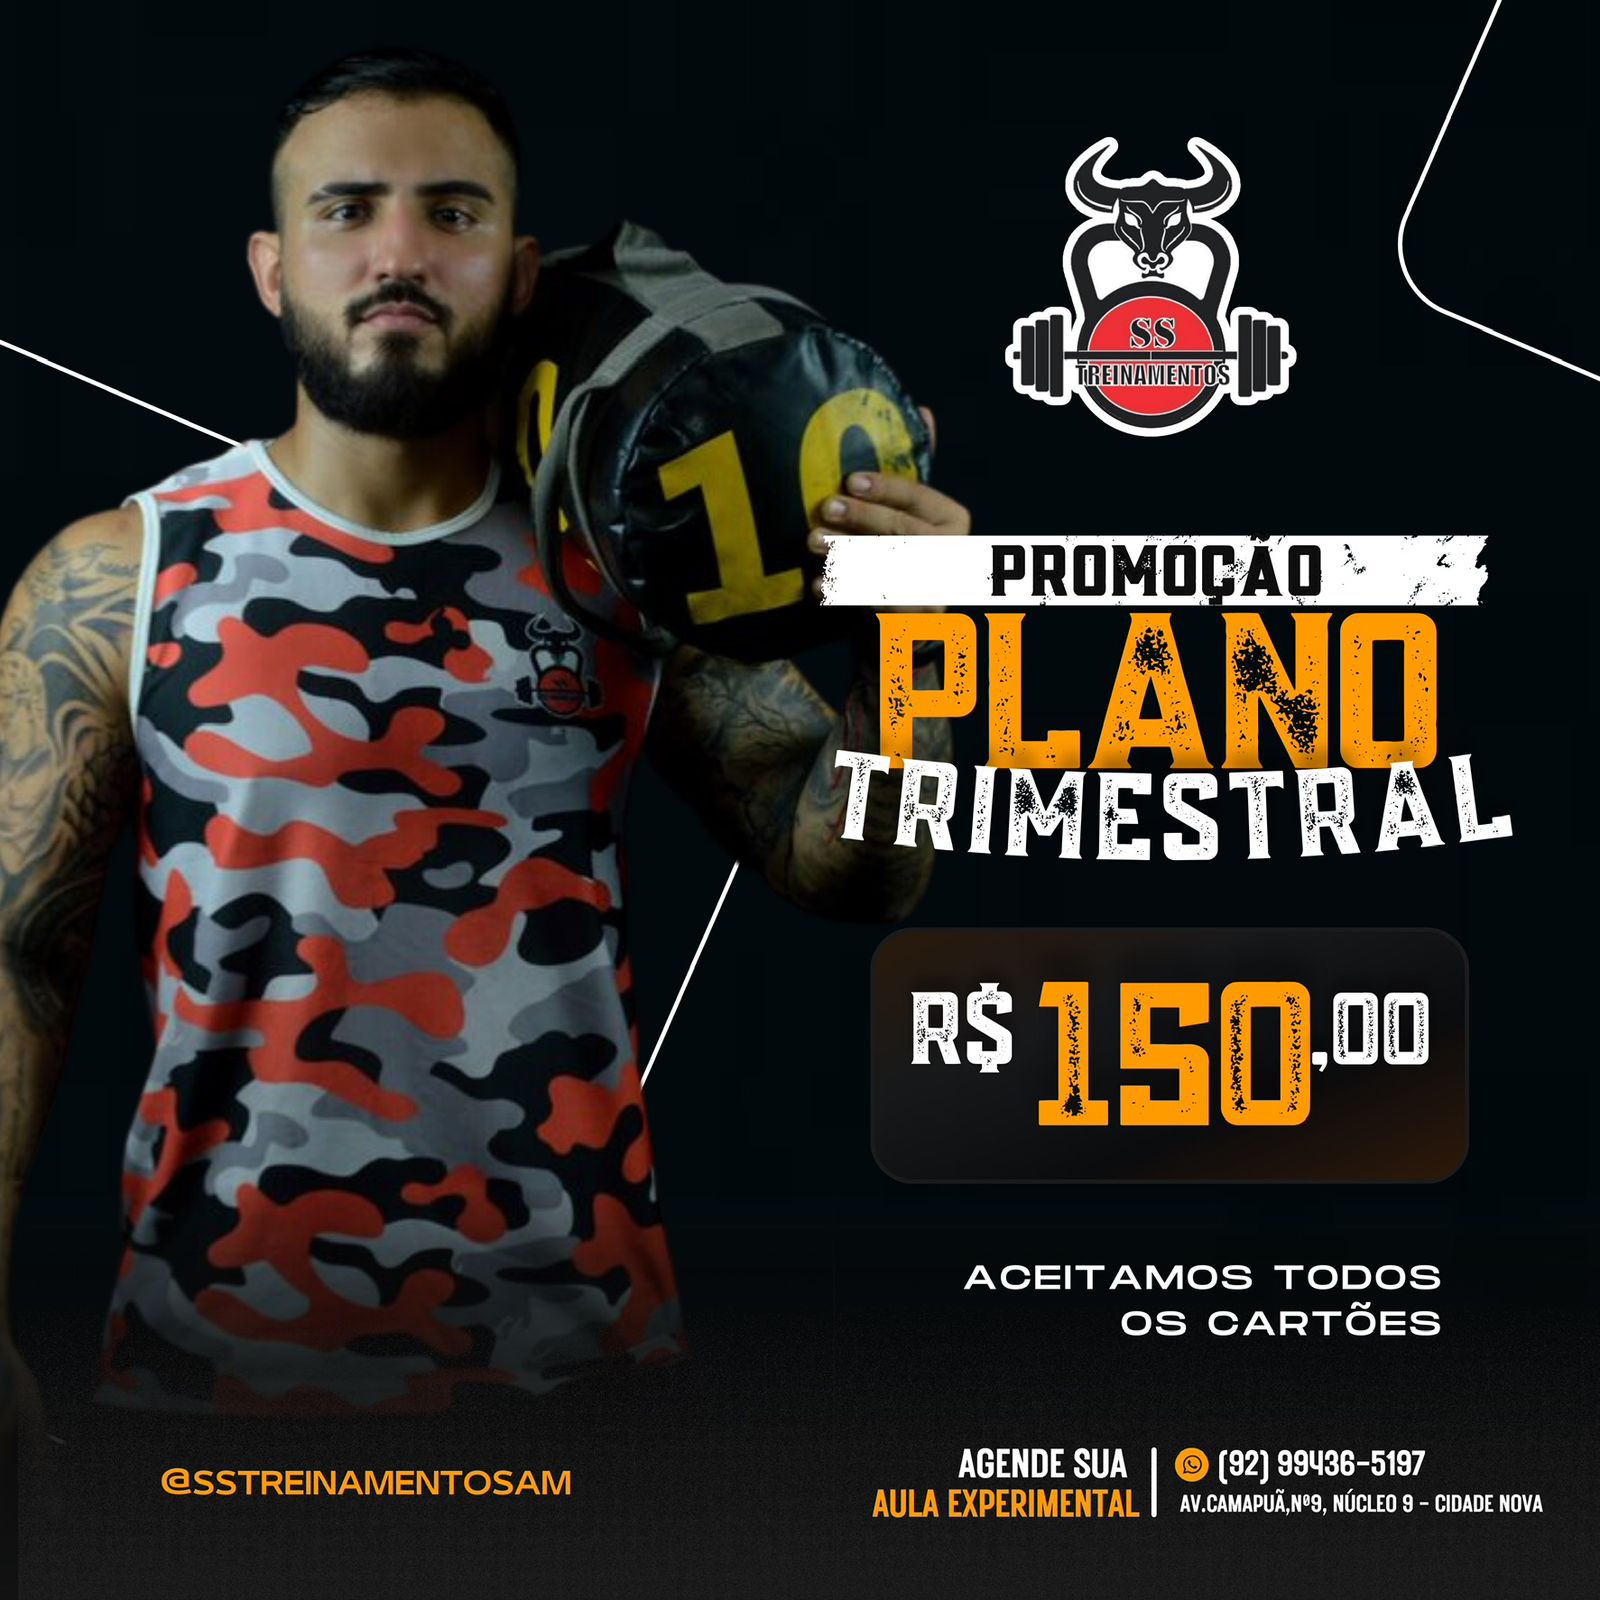 SS
TREINAMENTOS
10
PROMOÇÃO
PLANO
TRIMESTRAL
R$ 150,00
ACEITAMOS TODOS
OS CARTÕES
@SSTREINAMENTOSAM
AGENDE SUA
AULA EXPERIMENTAL
(92) 99436-5197
AV.CAMAPUÃ,Nº9, NÚCLEO 9 - CIDADE NOVA